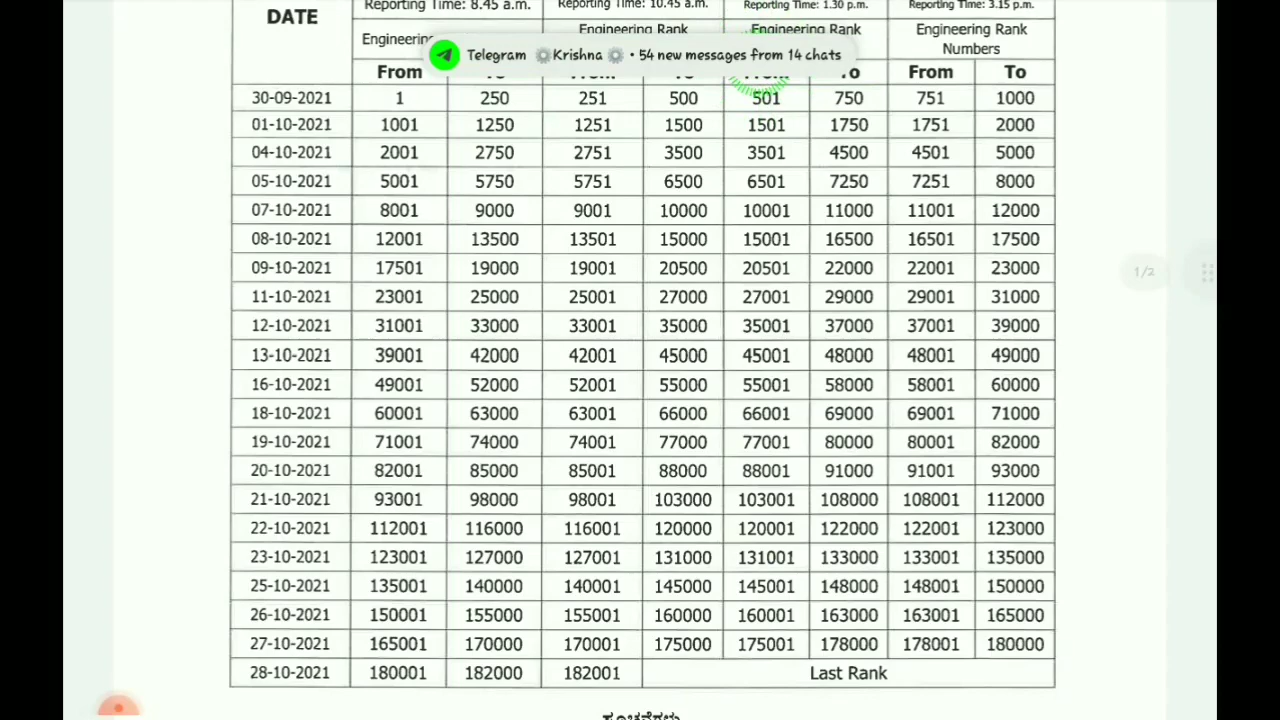 Reporting Time: 8.45 a.m. Reporting Time: 10.45 a.m. Reporting Time: 1.30 p.m. Reporting Time: 3.15 p.m.
DATE
Engineering Rank Engineering Rank Engineering Rank
Numbers
Telegram Krishna • 54 new messages from 14 chats
From To From To From To From To
30-09-2021 1 250 251 500 501 750 751 1000
01-10-2021 1001 1250 1251 1500 1501 1750 1751 2000
04-10-2021 2001 2750 2751 3500 3501 4500 4501 5000
05-10-2021 5001 5750 5751 6500 6501 7250 7251 8000
07-10-2021 8001 9000 9001 10000 10001 11000 11001 12000
08-10-2021 12001 13500 13501 15000 15001 16500 16501 17500
09-10-2021 17501 19000 19001 20500 20501 22000 22001 23000
11-10-2021 23001 25000 25001 27000 27001 29000 29001 31000
12-10-2021 31001 33000 33001 35000 35001 37000 37001 39000
13-10-2021 39001 42000 42001 45000 45001 48000 48001 49000
16-10-2021 49001 52000 52001 55000 55001 58000 58001 60000
18-10-2021 60001 63000 63001 66000 66001 69000 69001 71000
19-10-2021 71001 74000 74001 77000 77001 80000 80001 82000
20-10-2021 82001 85000 85001 88000 88001 91000 91001 93000
21-10-2021 93001 98000 98001 103000 103001 108000 108001 112000
22-10-2021 112001 116000 116001 120000 120001 122000 122001 123000
23-10-2021 123001 127000 127001 131000 131001 133000 133001 135000
25-10-2021 135001 140000 140001 145000 145001 148000 148001 150000
26-10-2021 150001 155000 155001 160000 160001 163000 163001 165000
27-10-2021 165001 170000 170001 175000 175001 178000 178001 180000
28-10-2021 180001 182000 182001 Last Rank
1/2